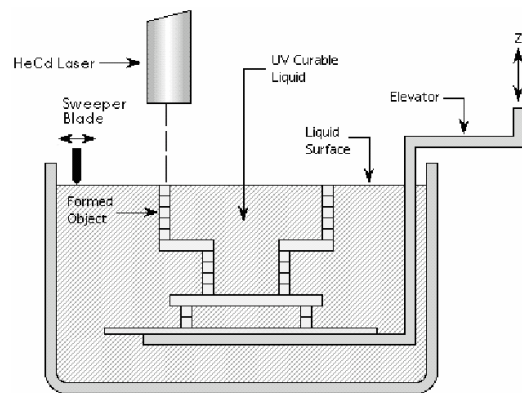 Z
HeCd Laser
UV Curable
Liquid
Elevator
Sweeper
Blade
Liquid
Surface
Formed
Object